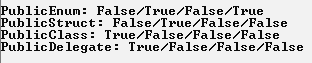 PublicEnum: False/True/False/True
PublicStruct: False/True/False/False
PublicClass: True/False/False/False
PublicDelegate: True/False/False/False